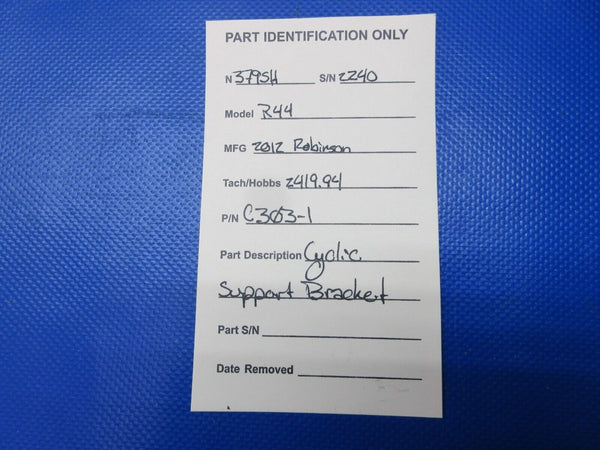 PART IDENTIFICATION ONLY
N 379SH S/N 2240
Model R44
MFG 2012 Robinson
Tach/Hobbs 2419.94
P/N C303-1
Part Description Cyclic
Support Bracket
Part S/N
Date Removed